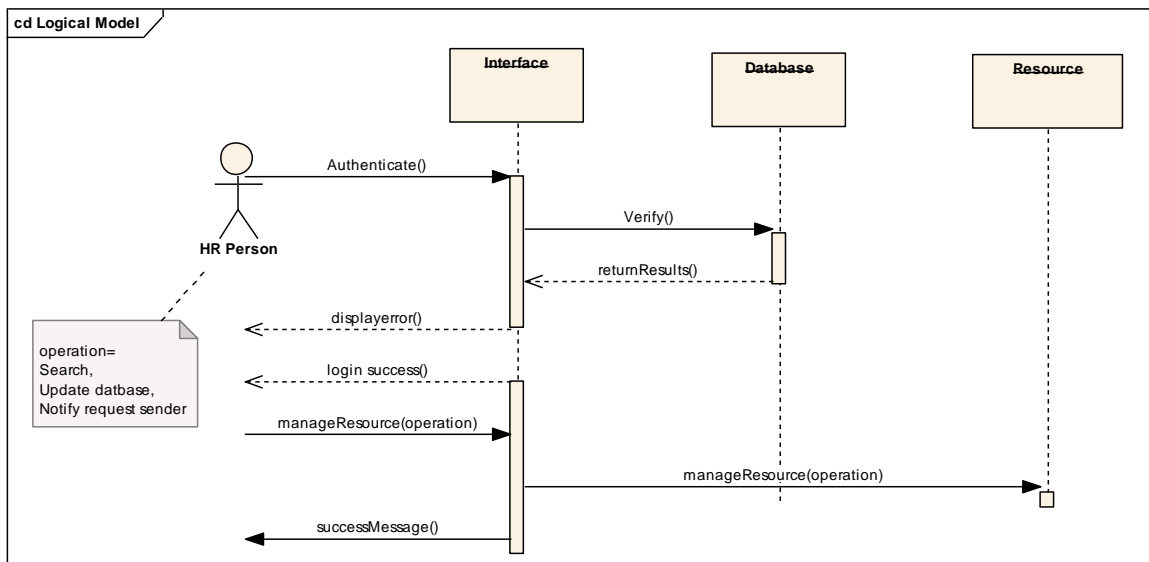 cd Logical Model
Interface
Database
Resource
Authenticate()
HR Person
Verify()
returnResults()
displayerror()
operation=
Search,
Update datbase,
Notify request sender
login success()
manageResource(operation)
manageResource(operation)
successMessage()